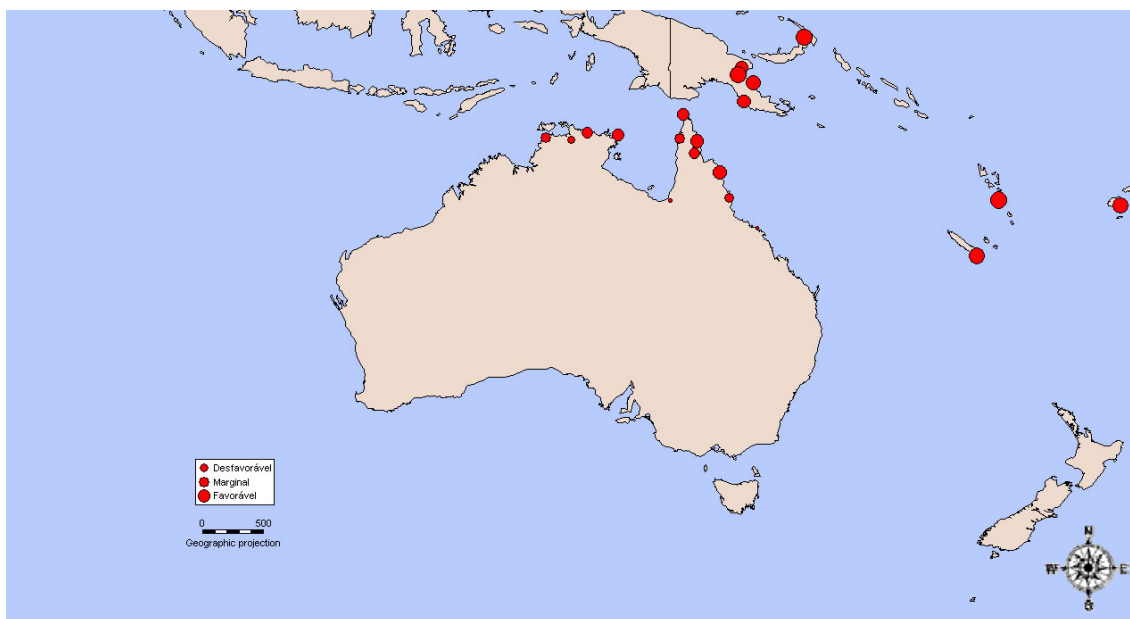 Desfavorável
Marginal
Favorável
0 500
Geographic projection
N
W E
S